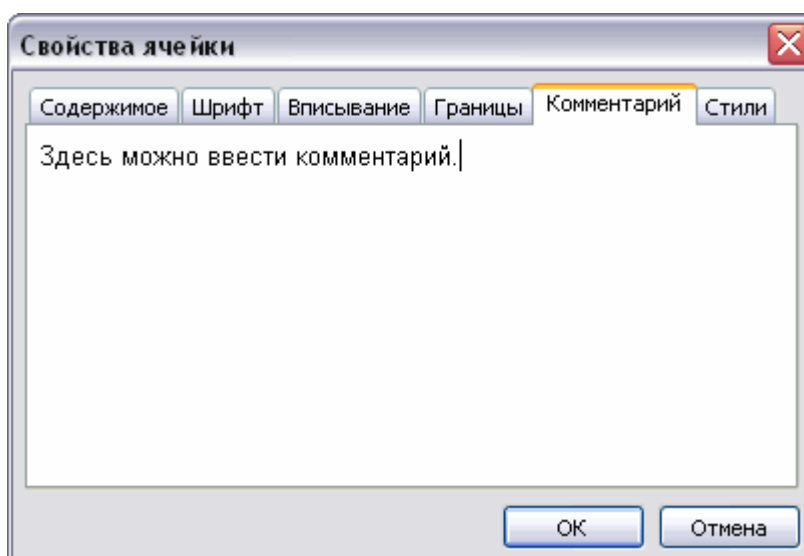 Свойства ячейки
Содержимое Шрифт Вписывание Границы Комментарий Стили
Здесь можно ввести комментарий.
ОК Отмена